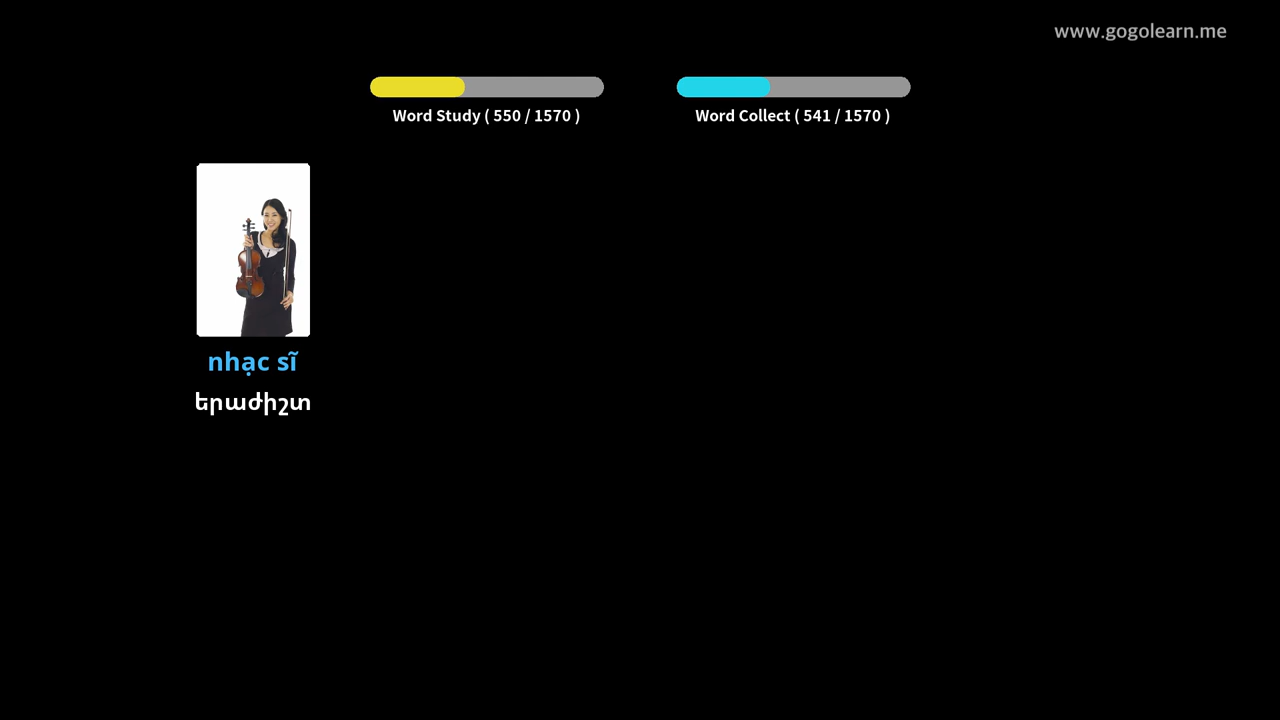 www.gogolearn.me
Word Study ( 550 / 1570 )
Word Collect ( 541 / 1570 )
nhạc sĩ
երաժիշտ